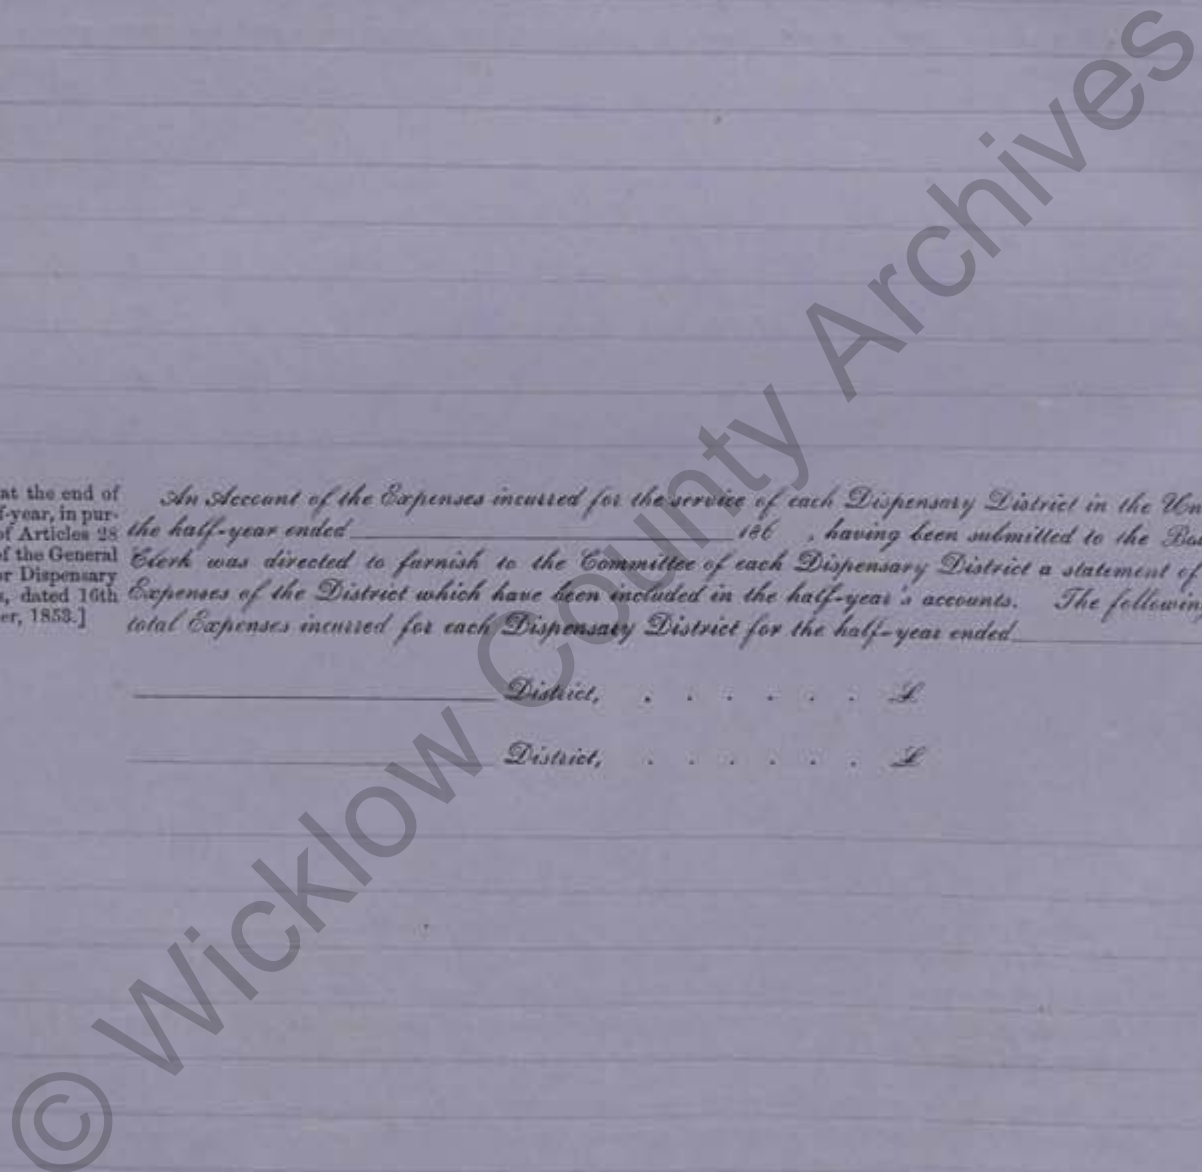 at the end of
f-year, in pur-
of Articles 28
of the General
or Dispensary
s, dated 16th
er, 1853.]
An Account of the Expenses incurred for the service of each Dispensary District in the Un
the half-year ended 186 , having been submitted to the Boa
Clerk was directed to furnish to the Committee of each Dispensary District a statement of
Expenses of the District which have been included in the half-year's accounts. The following
total Expenses incurred for each Dispensary District for the half-year ended
District, . . . . . . £
District, . . . . . . £
© Wicklow County Archives